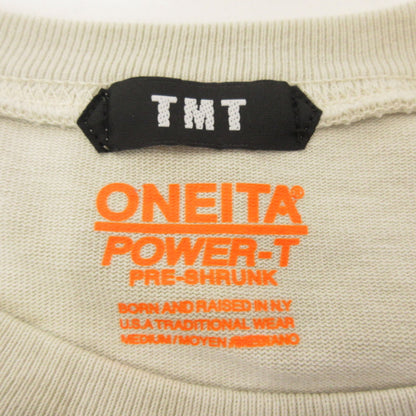 TMT
ONEITA®
POWER-T
PRE-SHRUNK
BORN AND RAISED IN N.Y
U.S.A TRADITIONAL WEAR
MEDIUM/MOYEN